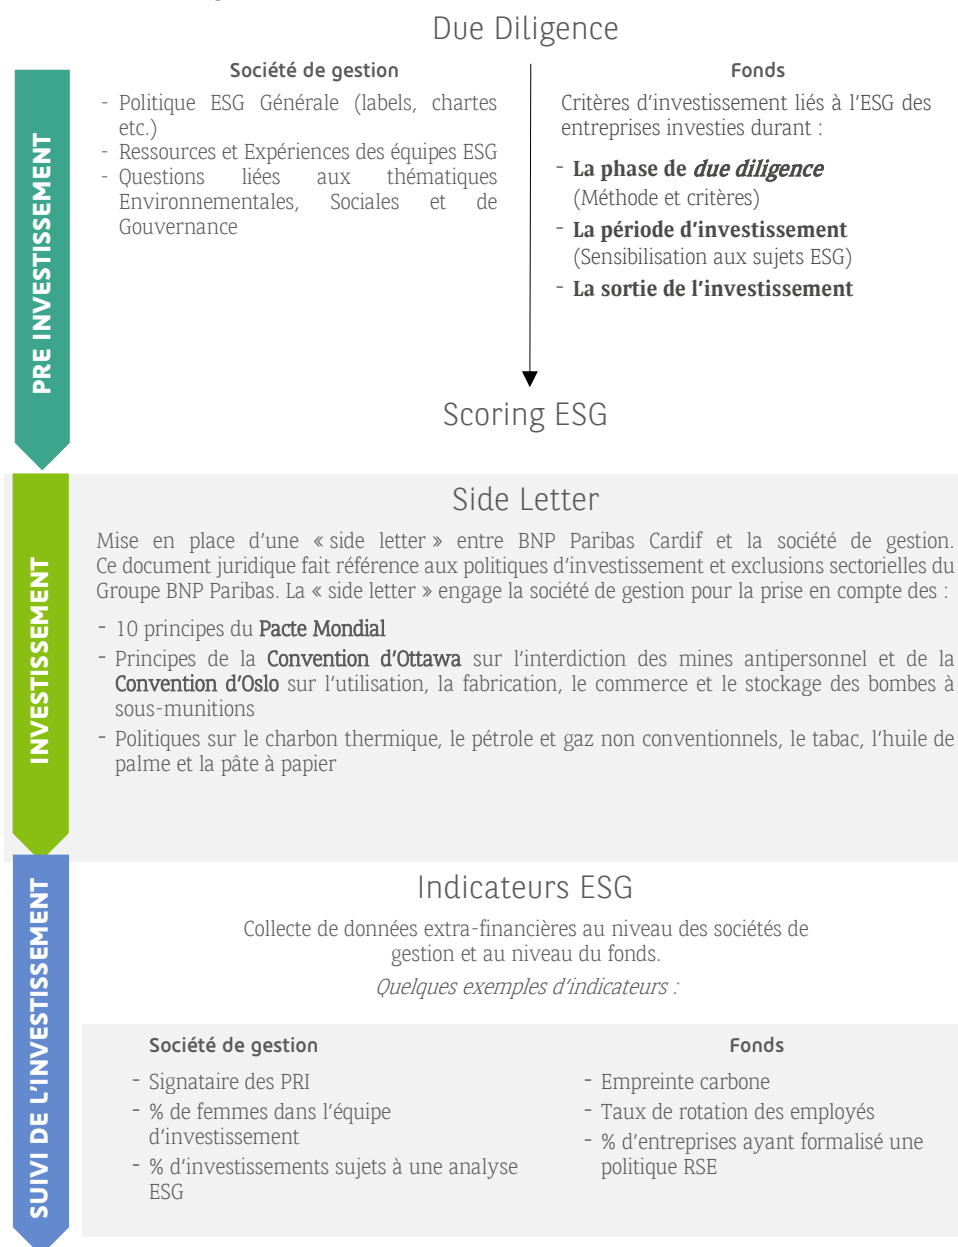 Due Diligence
PRE INVESTISSEMENT
Société de gestion
- Politique ESG Générale (labels, chartes
etc.)
- Ressources et Expériences des équipes ESG
- Questions liées aux thématiques
Environnementales, Sociales et de
Gouvernance
Fonds
Critères d’investissement liés à l’ESG des
entreprises investies durant :
- La phase de due diligence
(Méthode et critères)
- La période d’investissement
(Sensibilisation aux sujets ESG)
- La sortie de l’investissement
Scoring ESG
INVESTISSEMENT
Side Letter
Mise en place d’une « side letter » entre BNP Paribas Cardif et la société de gestion.
Ce document juridique fait référence aux politiques d’investissement et exclusions sectorielles du
Groupe BNP Paribas. La « side letter » engage la société de gestion pour la prise en compte des :
- 10 principes du Pacte Mondial
- Principes de la Convention d’Ottawa sur l’interdiction des mines antipersonnel et de la
Convention d’Oslo sur l’utilisation, la fabrication, le commerce et le stockage des bombes à
sous-munitions
- Politiques sur le charbon thermique, le pétrole et gaz non conventionnels, le tabac, l’huile de
palme et la pâte à papier
SUIVI DE L’INVESTISSEMENT
Indicateurs ESG
Collecte de données extra-financières au niveau des sociétés de
gestion et au niveau du fonds.
Quelques exemples d’indicateurs :
Société de gestion
- Signataire des PRI
- % de femmes dans l’équipe
d’investissement
- % d’investissements sujets à une analyse
ESG
Fonds
- Empreinte carbone
- Taux de rotation des employés
- % d’entreprises ayant formalisé une
politique RSE